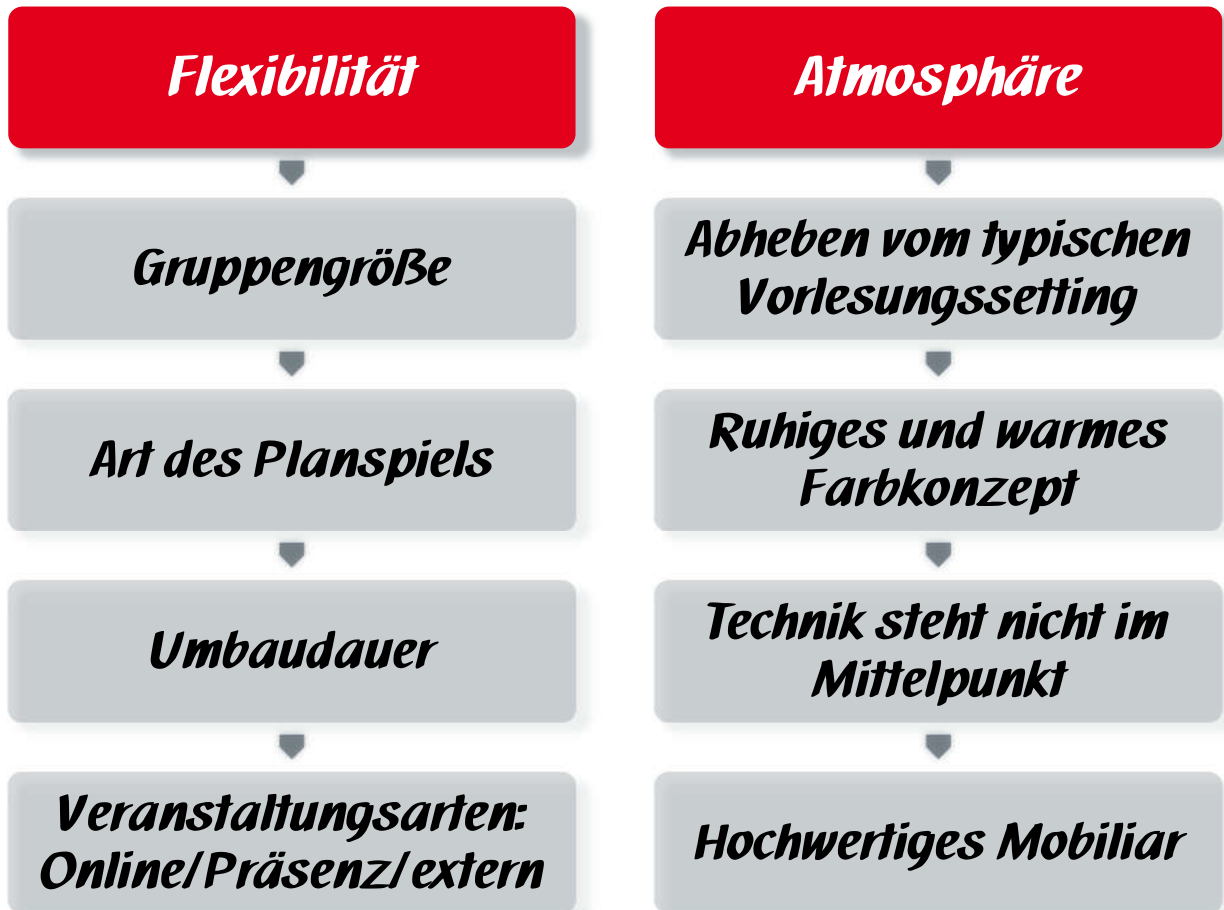 Flexibilität
Gruppengröße
Art des Planspiels
Umbaudauer
Veranstaltungsarten:
Online/Präsenz/extern
Atmosphäre
Abheben vom typischen
Vorlesungssetting
Ruhiges und warmes
Farbkonzept
Technik steht nicht im
Mittelpunkt
Hochwertiges Mobiliar